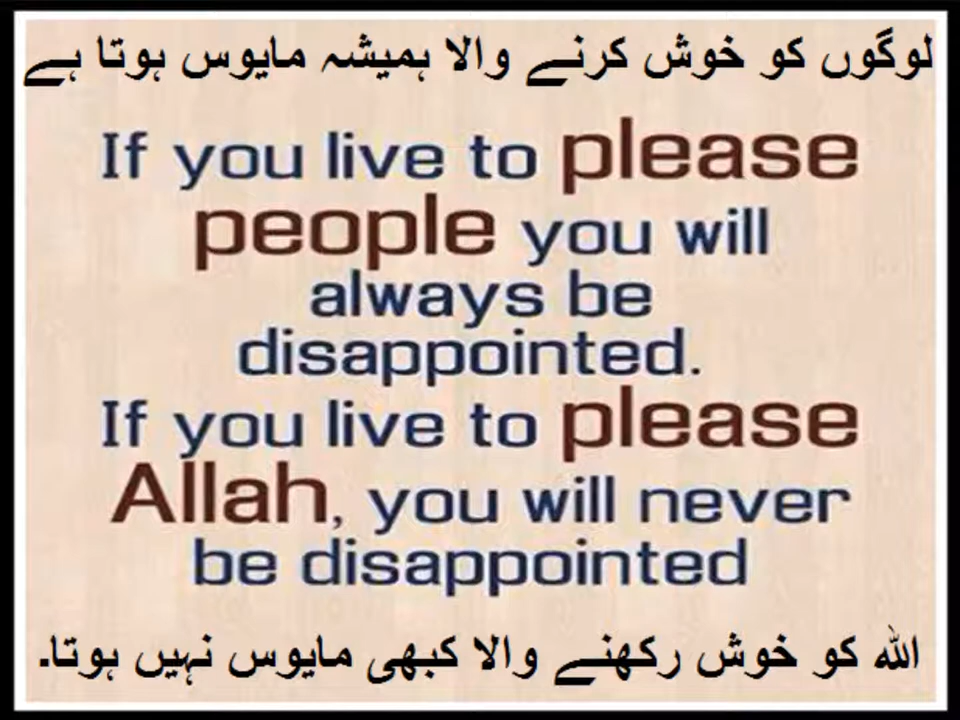 لوگوں کو خوش کرنے والا ہمیشہ مایوس ہوتا ہے
If you live to please
people you will
always be
disappointed.
If you live to please
Allah, you will never
be disappointed
اللہ کو خوش رکھنے والا کبھی مایوس نہیں ہوتا۔